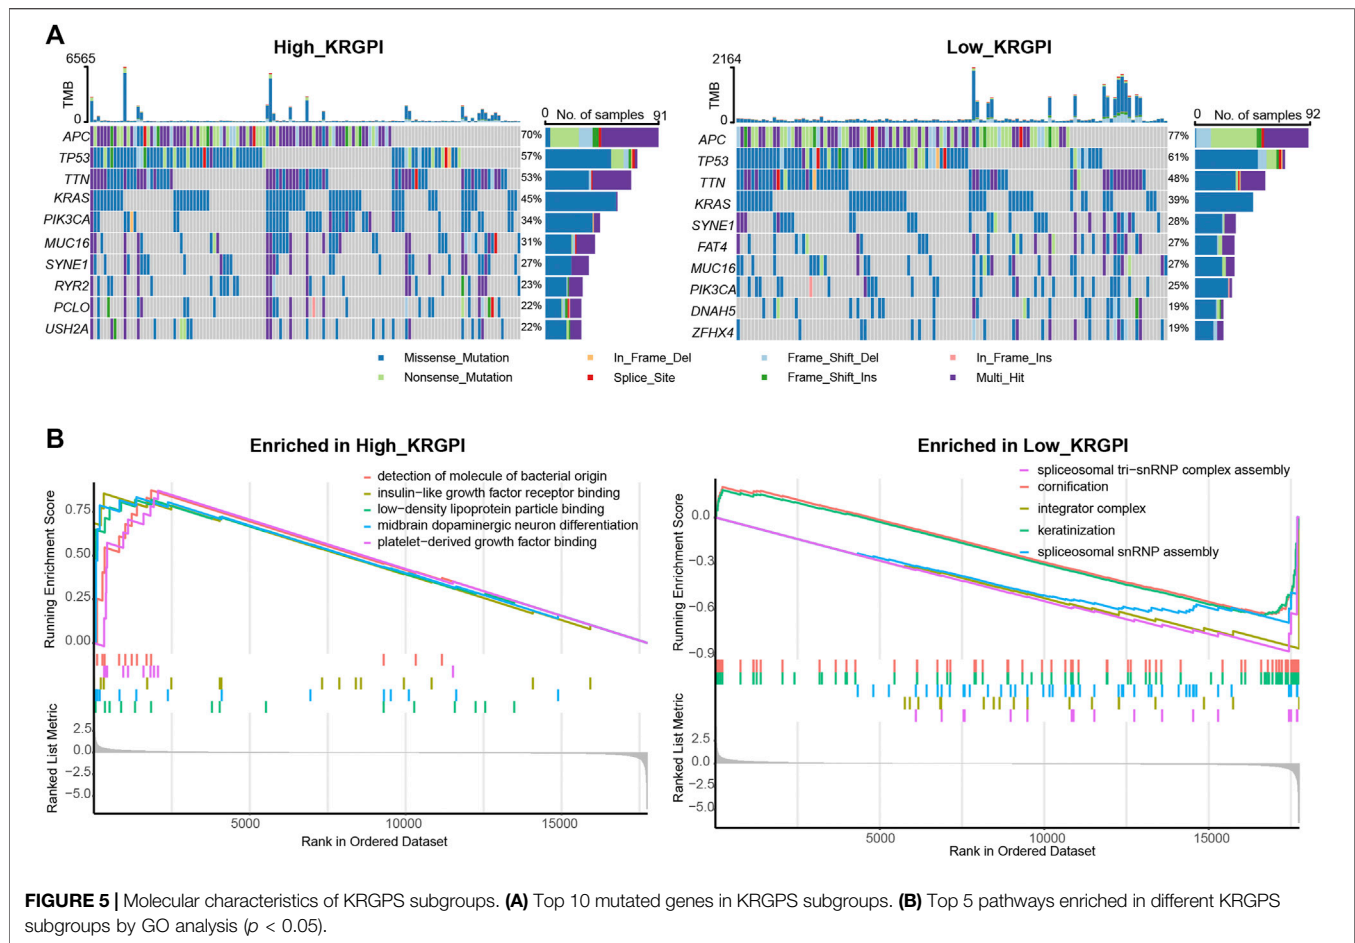 A
High_KRGPI
Low_KRGPI
6565
TMB
0
0 No. of samples 91
APC 70%
TP53 57%
TTN 53%
KRAS 45%
PIK3CA 34%
MUC16 31%
SYNE1 27%
RYR2 23%
PCLO 22%
USH2A 22%
2164
TMB
0
0 No. of samples 92
APC 77%
TP53 61%
TTN 48%
KRAS 39%
SYNE1 28%
FAT4 27%
MUC16 27%
PIK3CA 25%
DNAH5 19%
ZFHX4 19%
Missense_Mutation In_Frame_Del Frame_Shift_Del In_Frame_Ins
Nonsense_Mutation Splice_Site Frame_Shift_Ins Multi_Hit
B
Enriched in High_KRGPI
detection of molecule of bacterial origin
insulin-like growth factor receptor binding
low-density lipoprotein particle binding
midbrain dopaminergic neuron differentiation
platelet-derived growth factor binding
Running Enrichment Score
0.75
0.50
0.25
0.00
Ranked List Metric
2.5
0.0
−2.5
−5.0
5000 10000 15000
Rank in Ordered Dataset
Enriched in Low_KRGPI
spliceosomal tri-snRNP complex assembly
cornification
integrator complex
keratinization
spliceosomal snRNP assembly
Running Enrichment Score
0.0
−0.3
−0.6
−0.9
Ranked List Metric
2.5
0.0
−2.5
−5.0
5000 10000 15000
Rank in Ordered Dataset
FIGURE 5 | Molecular characteristics of KRGPS subgroups. (A) Top 10 mutated genes in KRGPS subgroups. (B) Top 5 pathways enriched in different KRGPS
subgroups by GO analysis (p < 0.05).